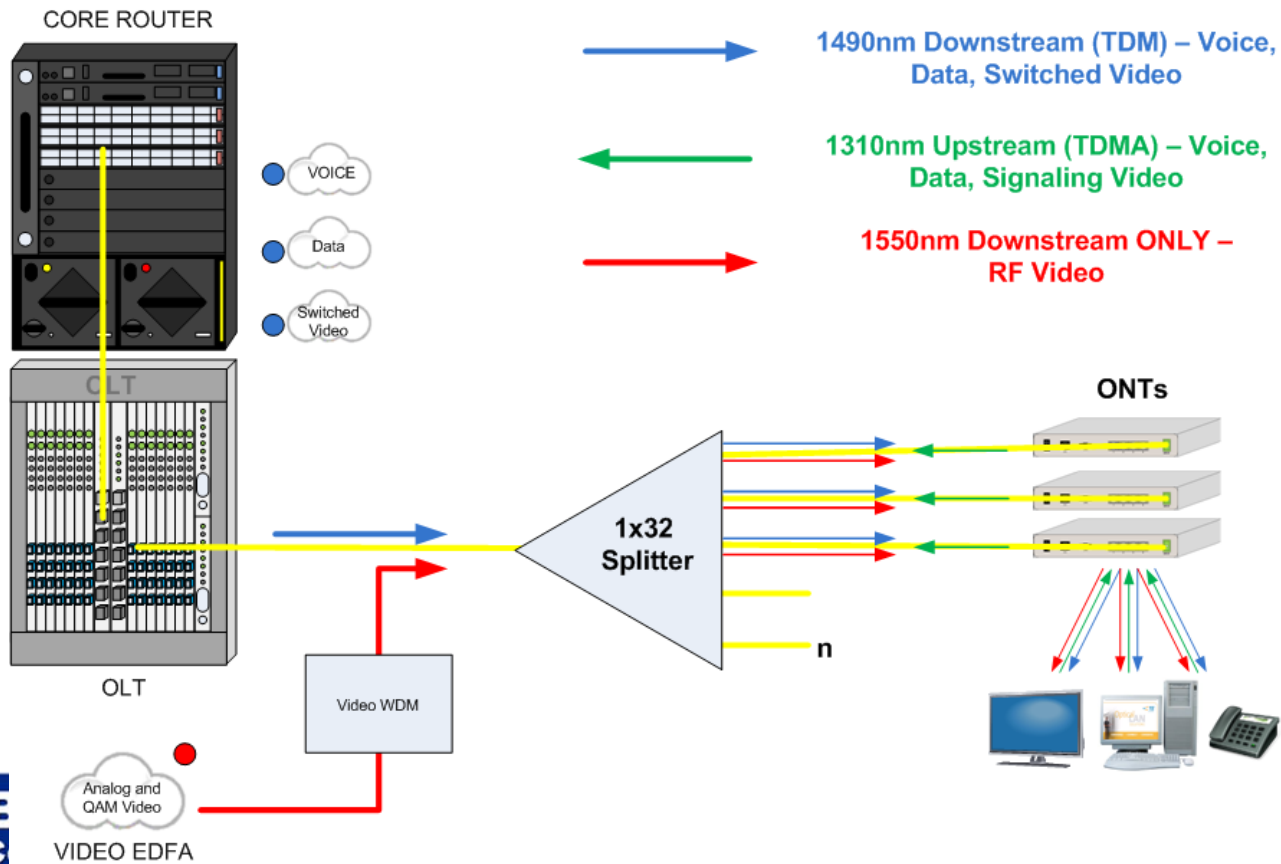 CORE ROUTER
1490nm Downstream (TDM) – Voice,
Data, Switched Video
1310nm Upstream (TDMA) – Voice,
Data, Signaling Video
1550nm Downstream ONLY –
RF Video
VOICE
Data
Switched
Video
OLT
ONTs
1x32
Splitter
n
OLT
Video WDM
Analog and
QAM Video
VIDEO EDFA